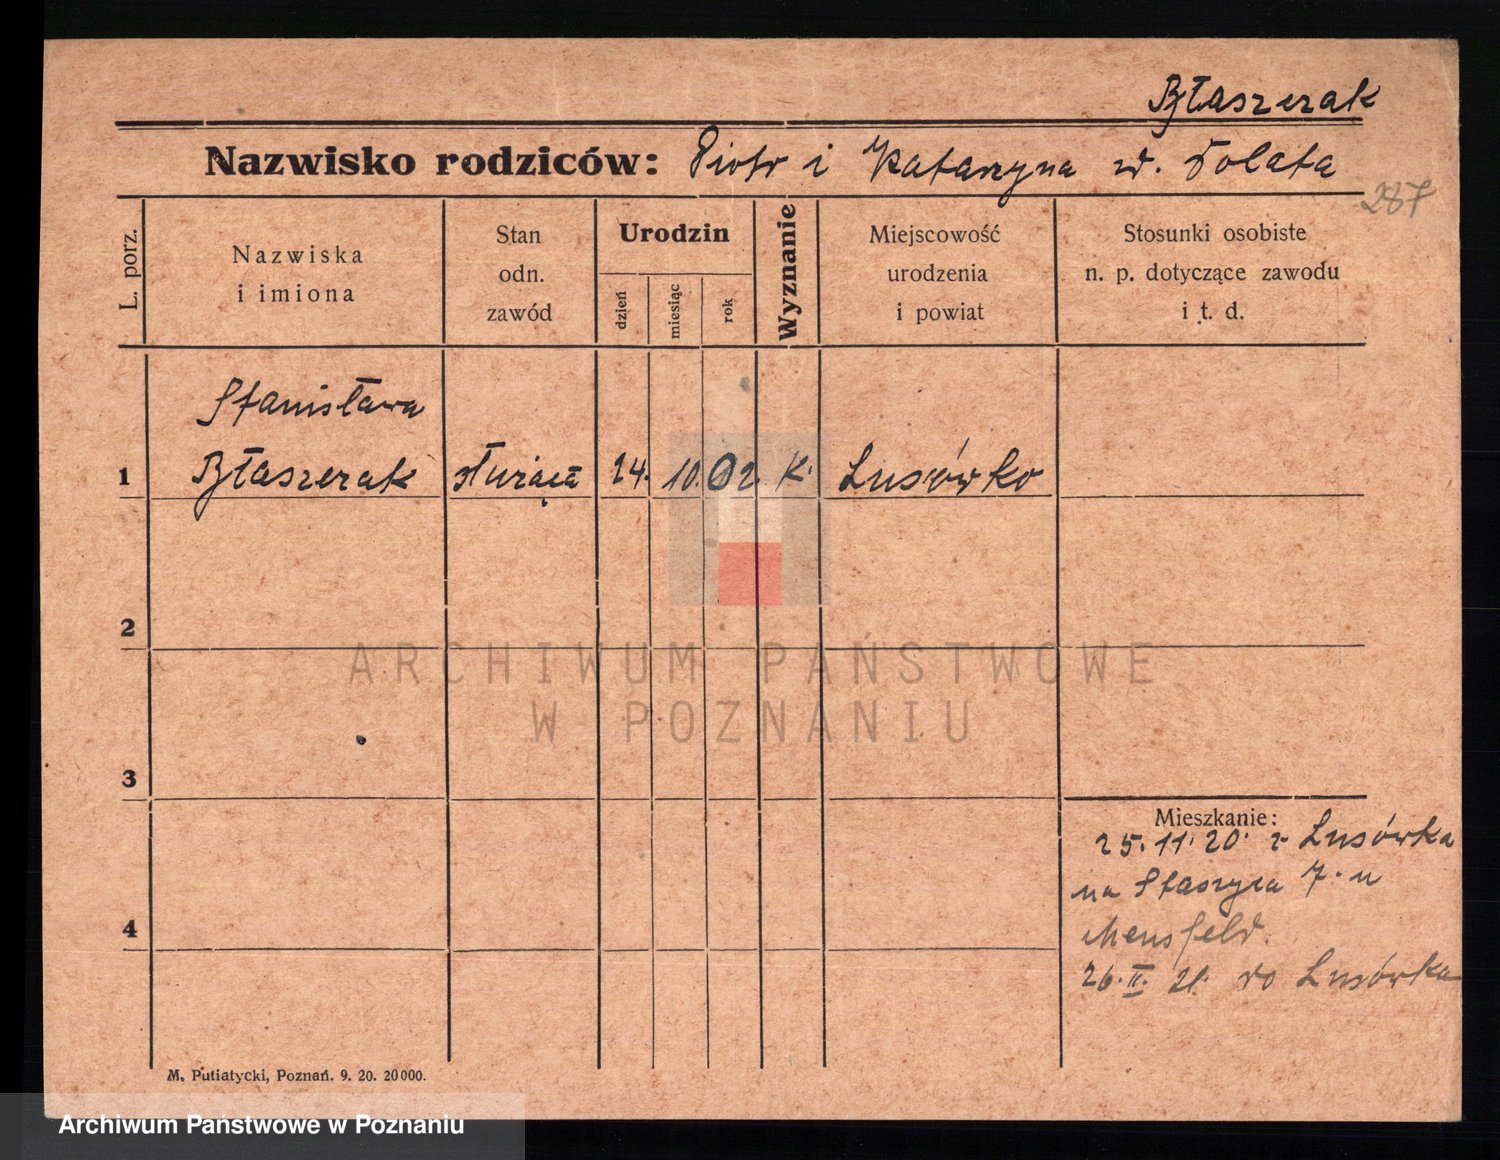 Błaszczak
Nazwisko rodziców: Piotr i Katarzyna z d. Polata
287
L. porz.
Nazwiska
i imiona
Stan
odn.
zawód
Urodzin
dzień
miesiąc
rok
Wyznanie
Miejscowość
urodzenia
i powiat
Stosunki osobiste
n. p. dotyczące zawodu
i t. d.
Stanisława
1 Błaszczak służąca 24. 10. 02. K. Lusówko
2
3
4
Mieszkanie:
25. 11. 20. z Lusówka
na Staszyca 7. u
Mensfeld.
26. II. 21. do Lusówka
M. Putiatycki, Poznań. 9. 20. 20000.
ARCHIWUM PAŃSTWOWE
W POZNANIU
Archiwum Państwowe w Poznaniu